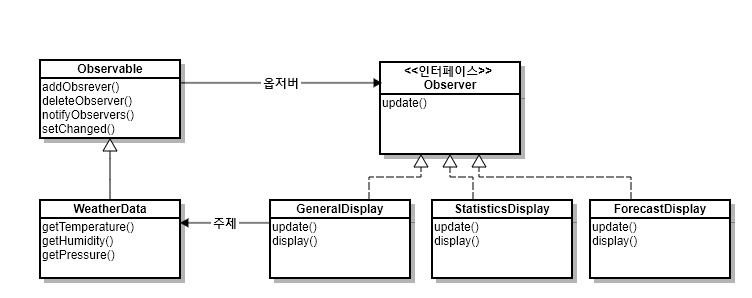 Observable
addObsrever()
deleteObserver()
notifyObservers()
setChanged()
옵저버
<<인터페이스>>
Observer
update()
WeatherData
getTemperature()
getHumidity()
getPressure()
주제
GeneralDisplay
update()
display()
StatisticsDisplay
update()
display()
ForecastDisplay
update()
display()